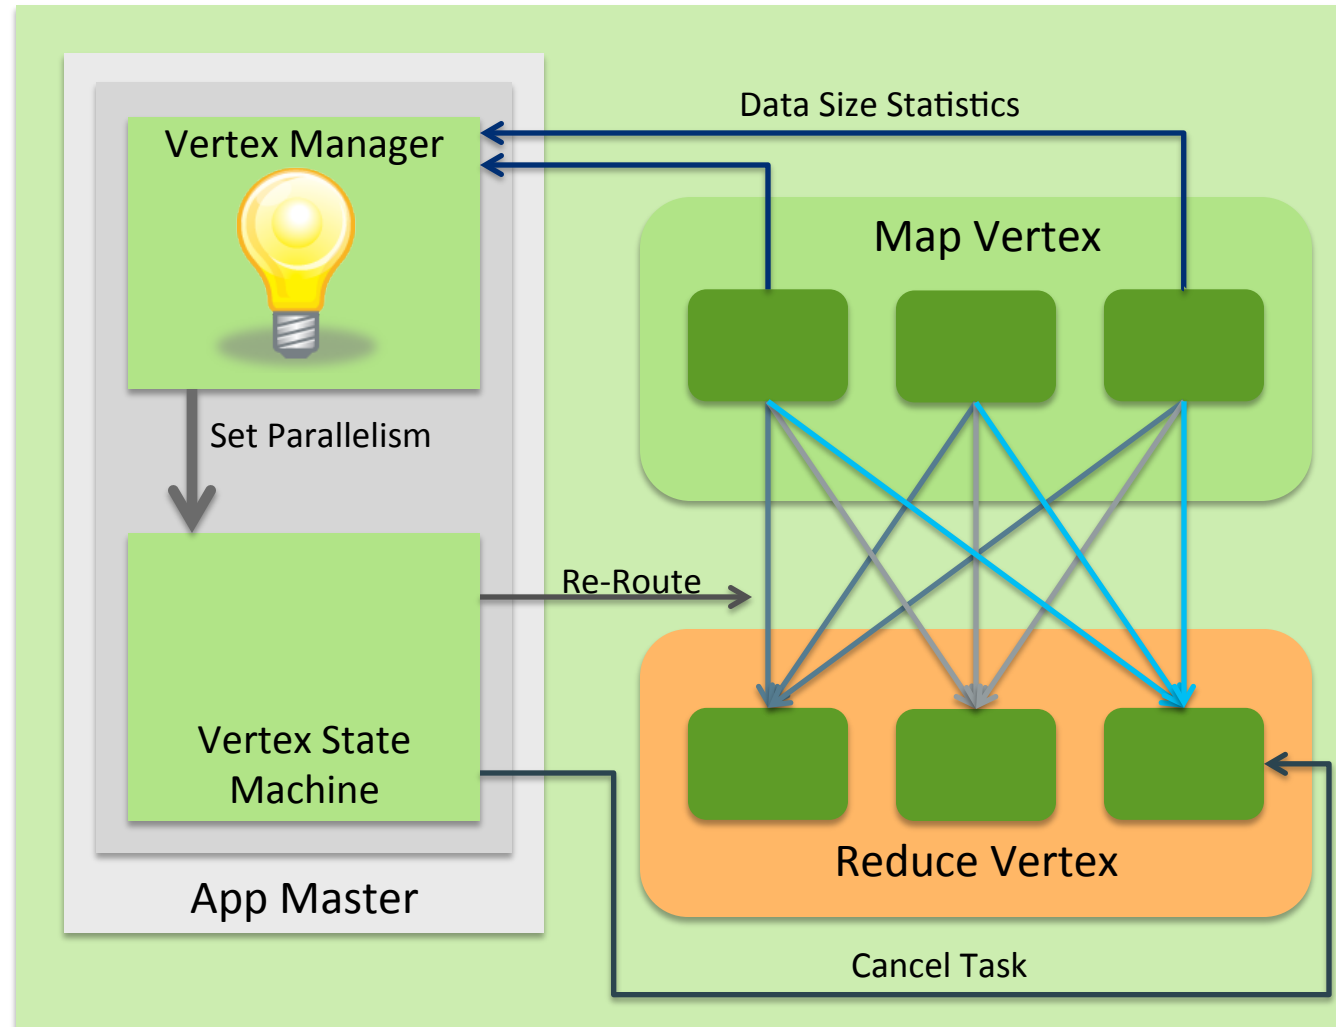 Data Size Statistics
Vertex Manager
Map Vertex
Set Parallelism
Re-Route
Vertex State
Machine
Reduce Vertex
App Master
Cancel Task